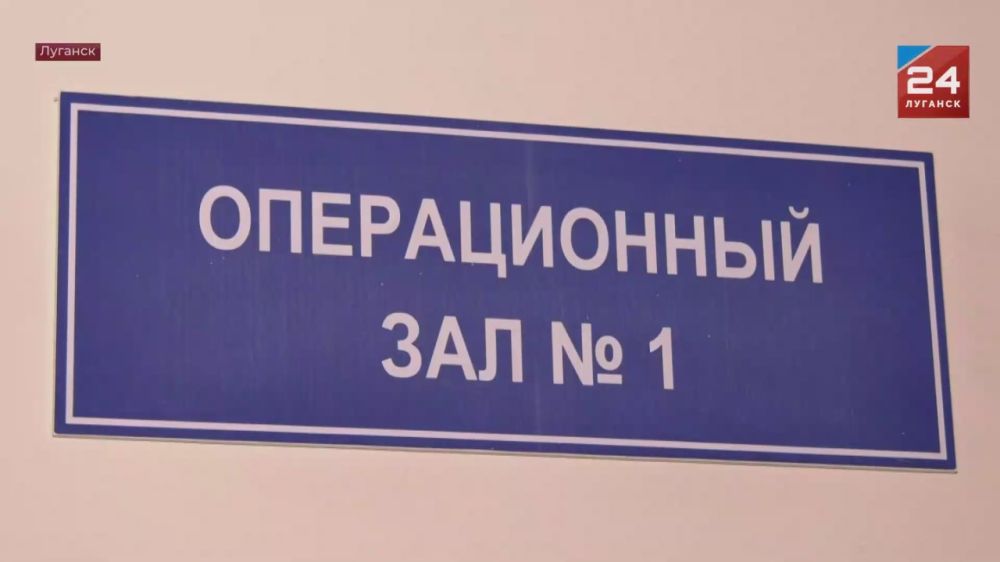 Луганск
24
ЛУГАНСК
ОПЕРАЦИОННЫЙ
ЗАЛ № 1